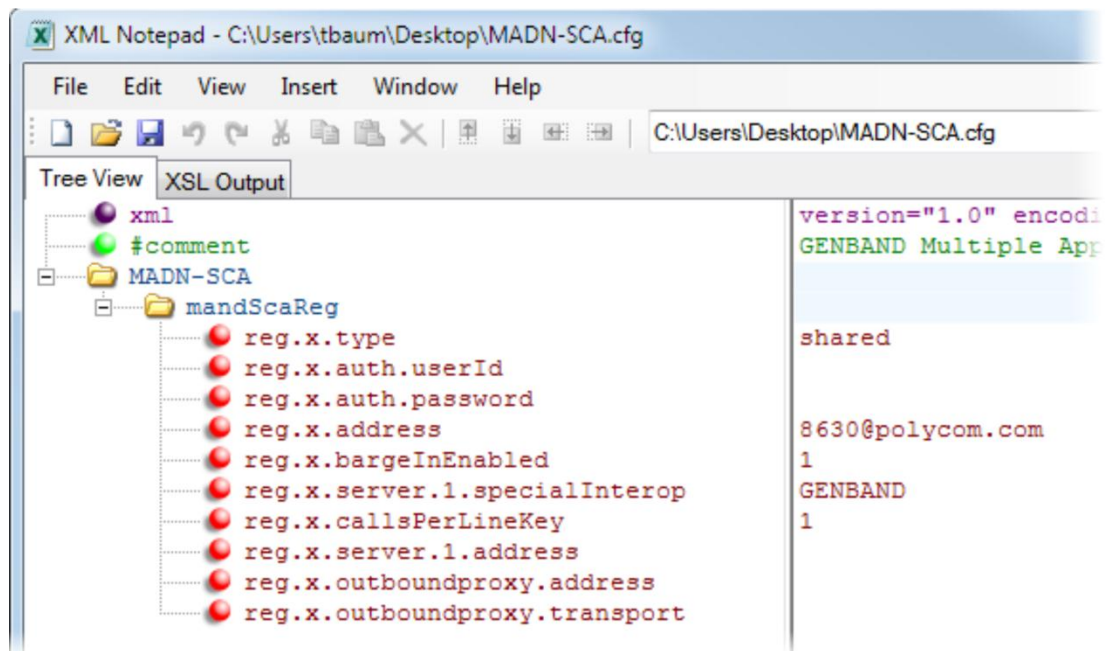 XML Notepad - C:\Users\tbaum\Desktop\MADN-SCA.cfg
File Edit View Insert Window Help
C:\Users\Desktop\MADN-SCA.cfg
Tree View XSL Output
xml version="1.0" encodi
#comment GENBAND Multiple App
MADN-SCA
mandScaReg
reg.x.type shared
reg.x.auth.userId
reg.x.auth.password
reg.x.address 8630@polycom.com
reg.x.bargeInEnabled 1
reg.x.server.1.specialInterop GENBAND
reg.x.callsPerLineKey 1
reg.x.server.1.address
reg.x.outboundproxy.address
reg.x.outboundproxy.transport